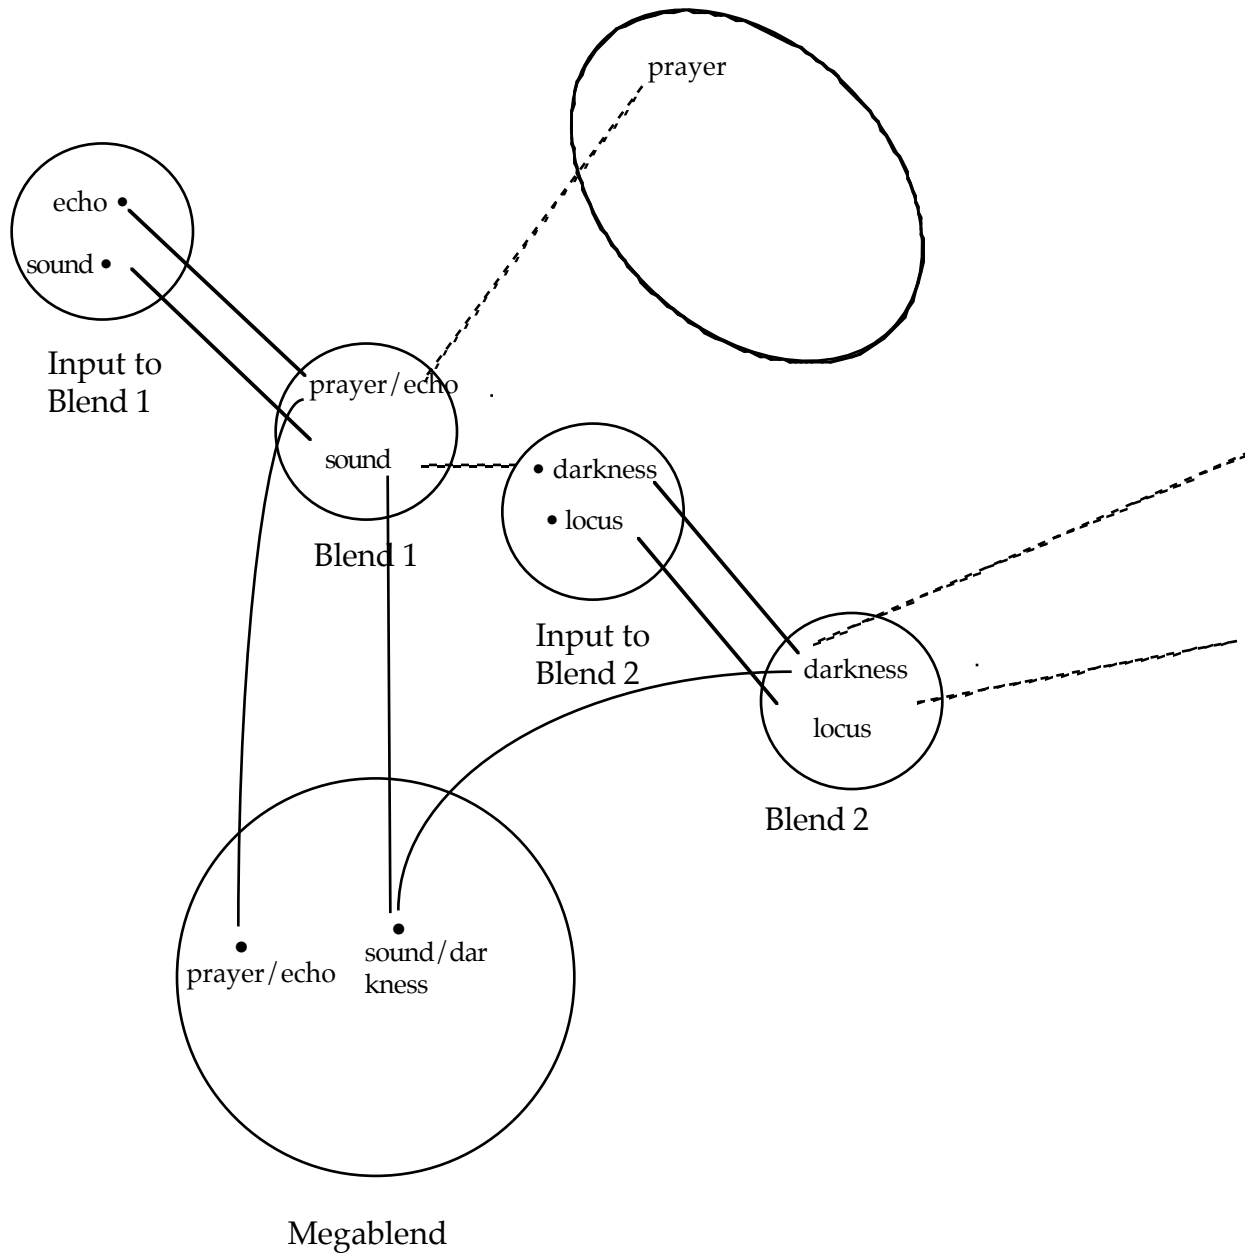 prayer
echo
sound
Input to
Blend 1
prayer/echo
sound
Blend 1
darkness
locus
Input to
Blend 2
darkness
locus
Blend 2
prayer/echo
sound/dar
kness
Megablend